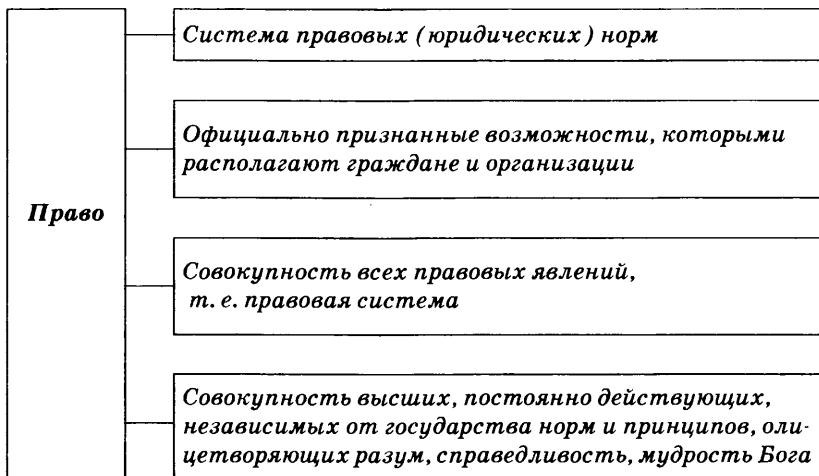 Право
Система правовых (юридических) норм
Официально признанные возможности, которыми
располагают граждане и организации
Совокупность всех правовых явлений,
т. е. правовая система
Совокупность высших, постоянно действующих,
независимых от государства норм и принципов, оли-
цетворяющих разум, справедливость, мудрость Бога